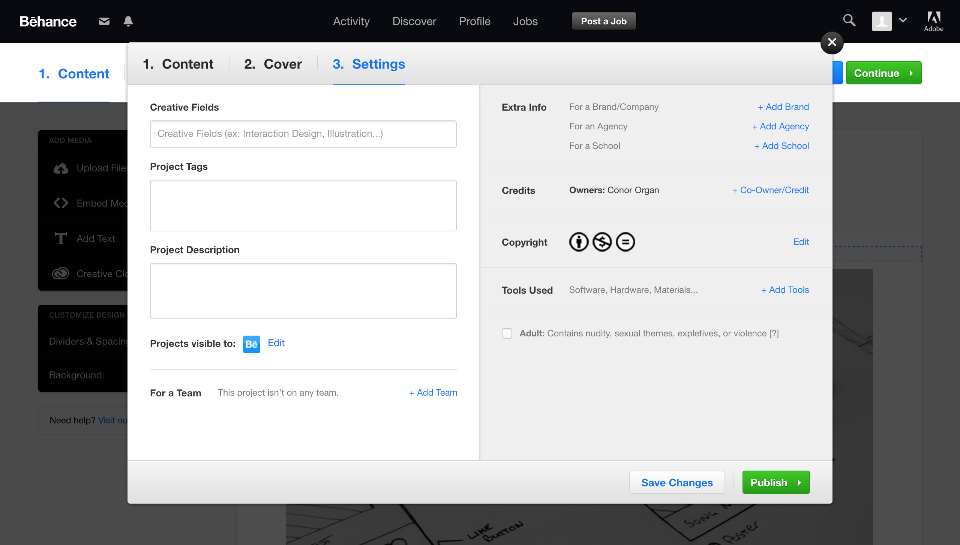 Bēhance
Activity Discover Profile Jobs Post a Job
Adobe
1. Content
Continue
1. Content 2. Cover 3. Settings
ADD MEDIA
Upload File
Embed Med
Add Text
Creative Clo
CUSTOMIZE DESIGN
Dividers & Spacing
Background
Need help? Visit ou
Creative Fields
Creative Fields (ex: Interaction Design, Illustration...)
Project Tags
Project Description
Projects visible to: Bē Edit
For a Team This project isn't on any team. + Add Team
Extra Info For a Brand/Company + Add Brand
For an Agency + Add Agency
For a School + Add School
Credits Owners: Conor Organ + Co-Owner/Credit
Copyright Edit
Tools Used Software, Hardware, Materials... + Add Tools
Adult: Contains nudity, sexual themes, expletives, or violence [?]
Save Changes Publish
LIKE
BUTTON
Poster